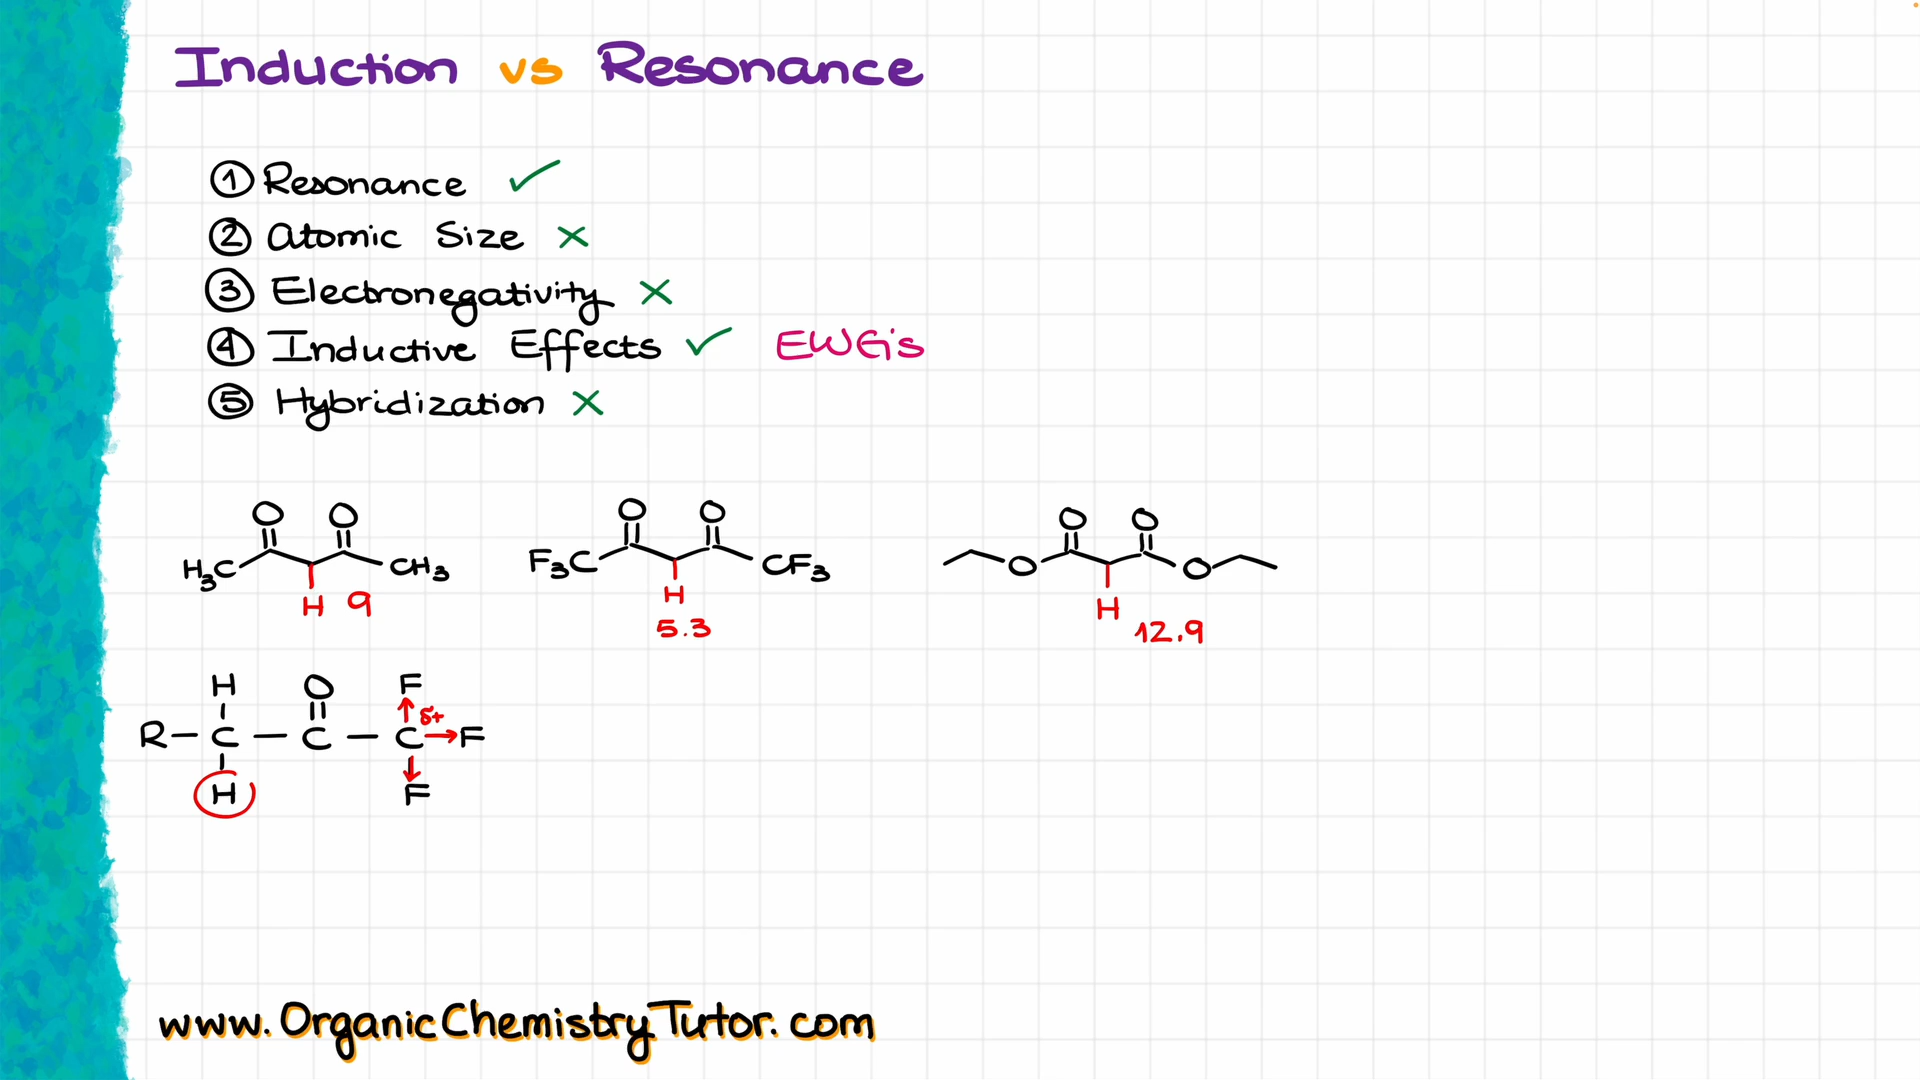 Induction vs Resonance
① Resonance ✓
② Atomic Size ✗
③ Electronegativity ✗
④ Inductive Effects ✓ EWG's
⑤ Hybridization ✗
O O O O O O
H₃C CH₃ F₃C CF₃ O O
H 9 H H
5.3 12.9
H O F
δ+
R C C C F
H F
www.OrganicChemistryTutor.com